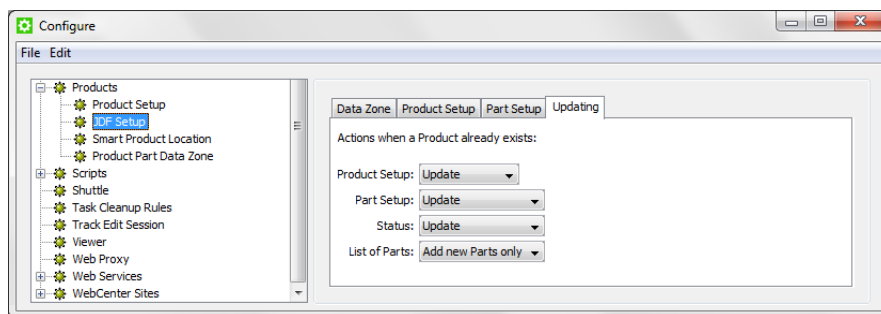 Configure
File Edit
Products
Product Setup
JDF Setup
Smart Product Location
Product Part Data Zone
Scripts
Shuttle
Task Cleanup Rules
Track Edit Session
Viewer
Web Proxy
Web Services
WebCenter Sites
Data Zone Product Setup Part Setup Updating
Actions when a Product already exists:
Product Setup: Update
Part Setup: Update
Status: Update
List of Parts: Add new Parts only